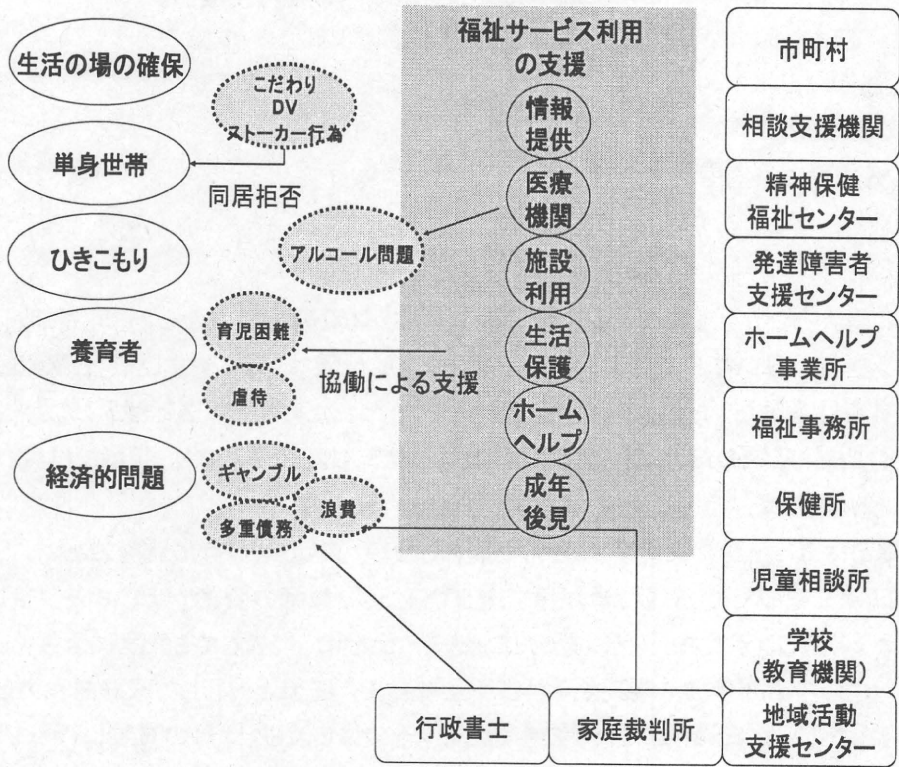 生活の場の確保
こだわり
DV
ストーカー行為
単身世帯
同居拒否
ひきこもり
アルコール問題
養育者
育児困難
虐待
協働による支援
経済的問題
ギャンブル
浪費
多重債務
福祉サービス利用
の支援
情報
提供
医療
機関
施設
利用
生活
保護
ホーム
ヘルプ
成年
後見
市町村
相談支援機関
精神保健
福祉センター
発達障害者
支援センター
ホームヘルプ
事業所
福祉事務所
保健所
児童相談所
学校
（教育機関）
行政書士
家庭裁判所
地域活動
支援センター